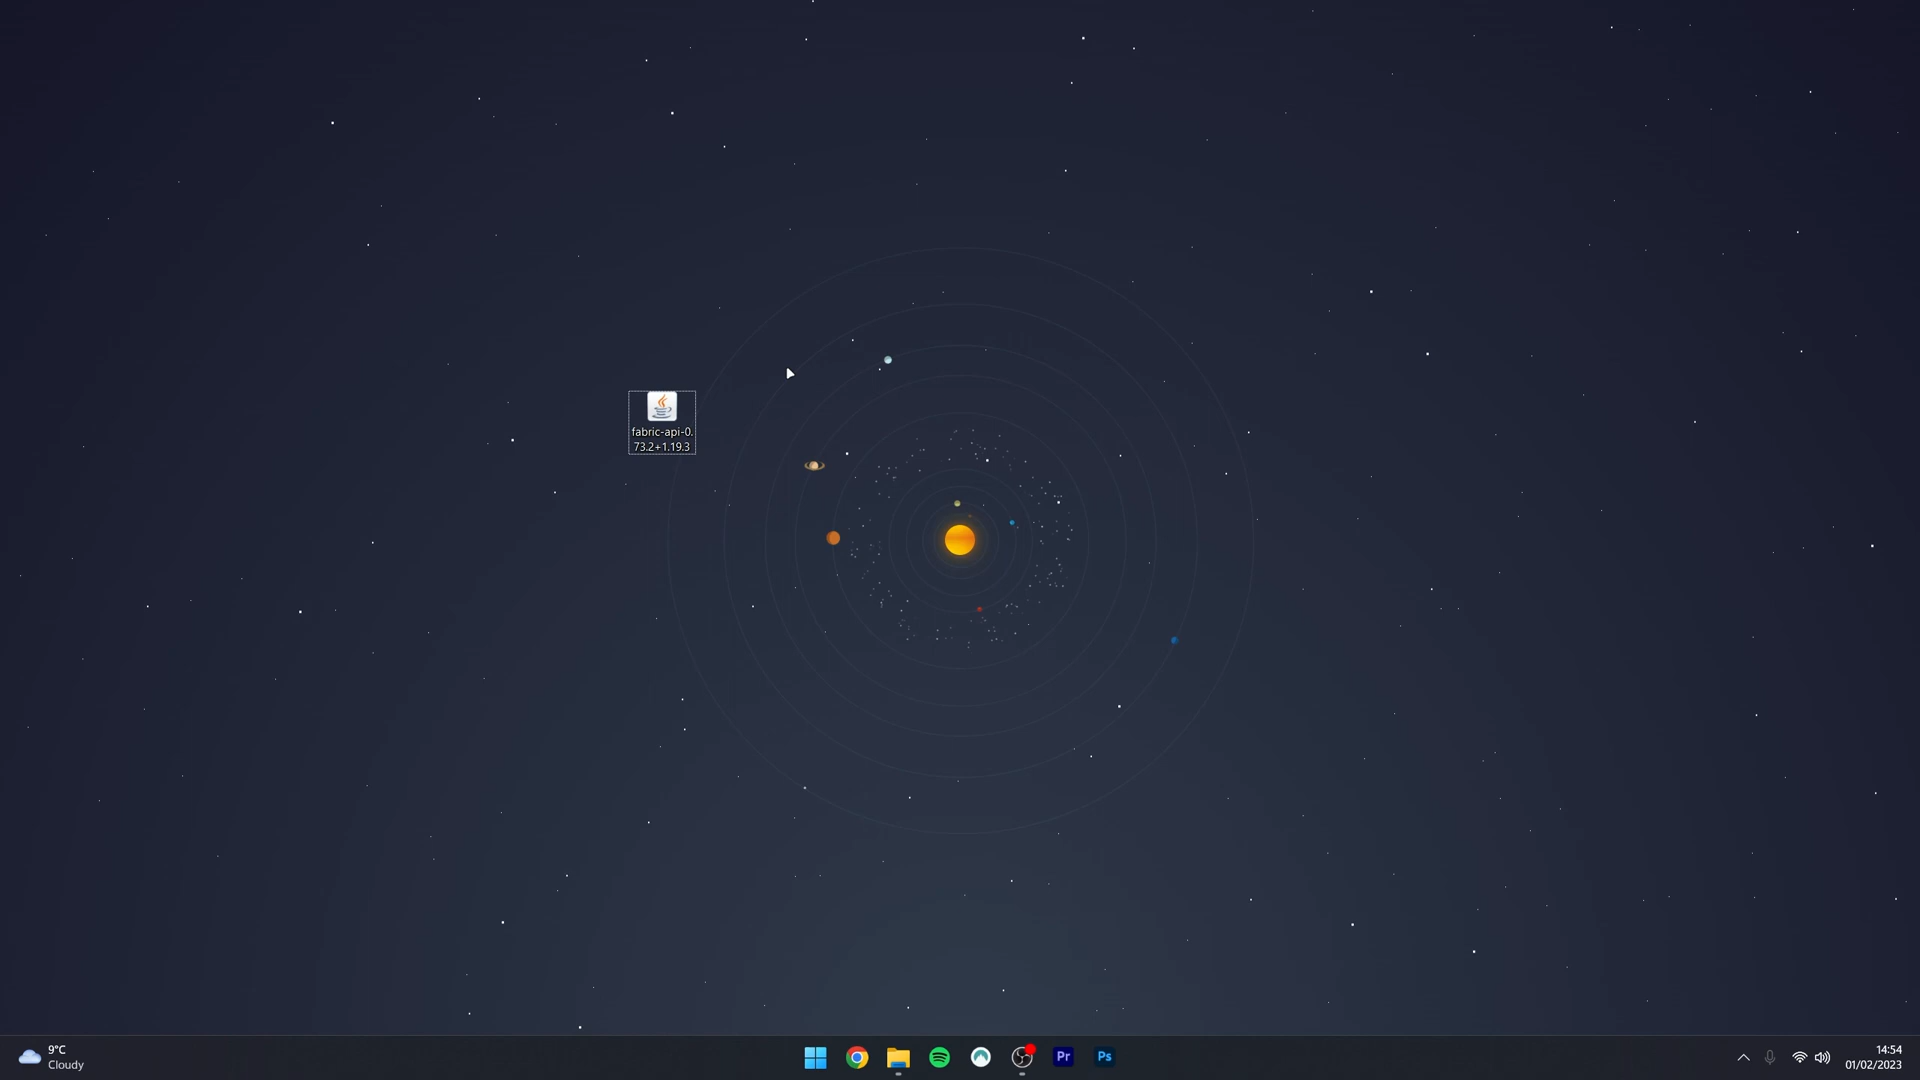 fabric-api-0.
73.2+1.19.3
9°C
Cloudy
Pr
Ps
14:54
01/02/2023